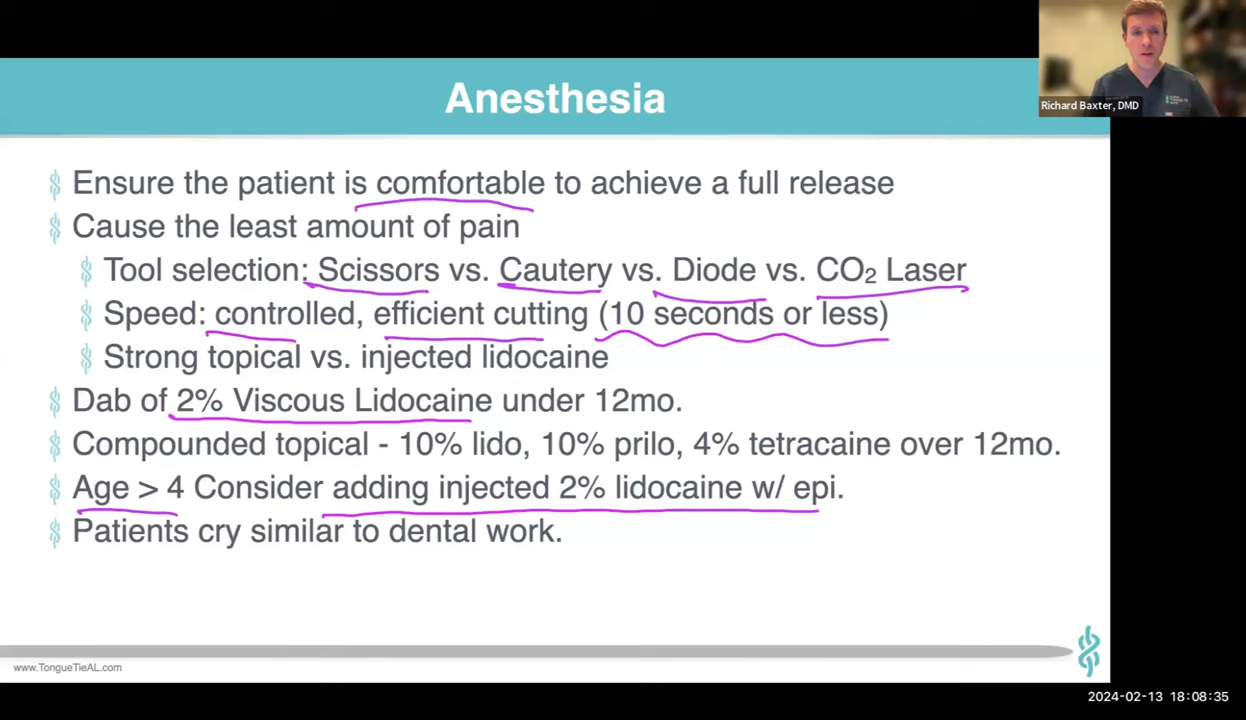 Anesthesia
Richard Baxter, DMD
Ensure the patient is comfortable to achieve a full release
Cause the least amount of pain
Tool selection: Scissors vs. Cautery vs. Diode vs. CO₂ Laser
Speed: controlled, efficient cutting (10 seconds or less)
Strong topical vs. injected lidocaine
Dab of 2% Viscous Lidocaine under 12mo.
Compounded topical - 10% lido, 10% prilo, 4% tetracaine over 12mo.
Age > 4 Consider adding injected 2% lidocaine w/ epi.
Patients cry similar to dental work.
www.TongueTieAL.com
2024-02-13 18:08:35